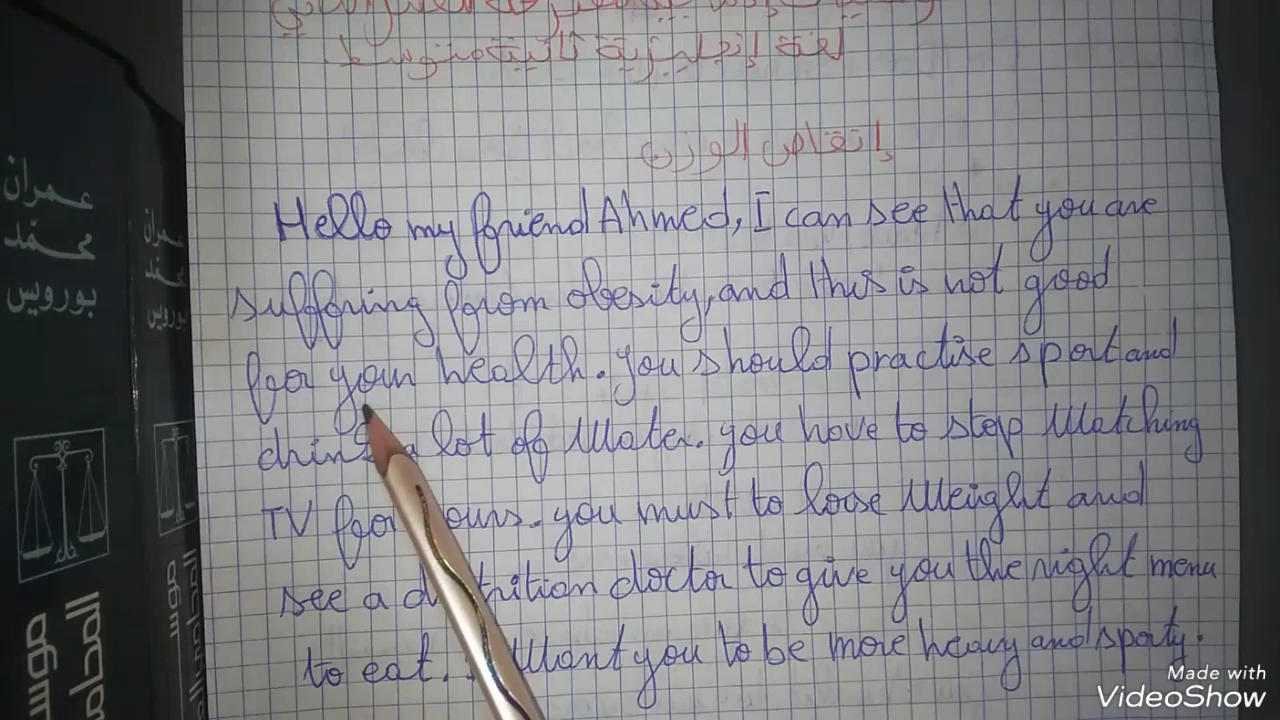 لغة إنجليزية ثانية متوسط
إنقاص الوزن
Hello my friend Ahmed, I can see that you are
suffring from obesity, and this is not good
for your health. you should practise sport and
drink a lot of water. you have to stop watching
TV for hours. you must to loose weight and
see a doctor to give you the right menu
to eat. I want you to be more heavy and sporty.
عمران
محمد
بورويس
عمران
محمد
بورويس
Made with
VideoShow